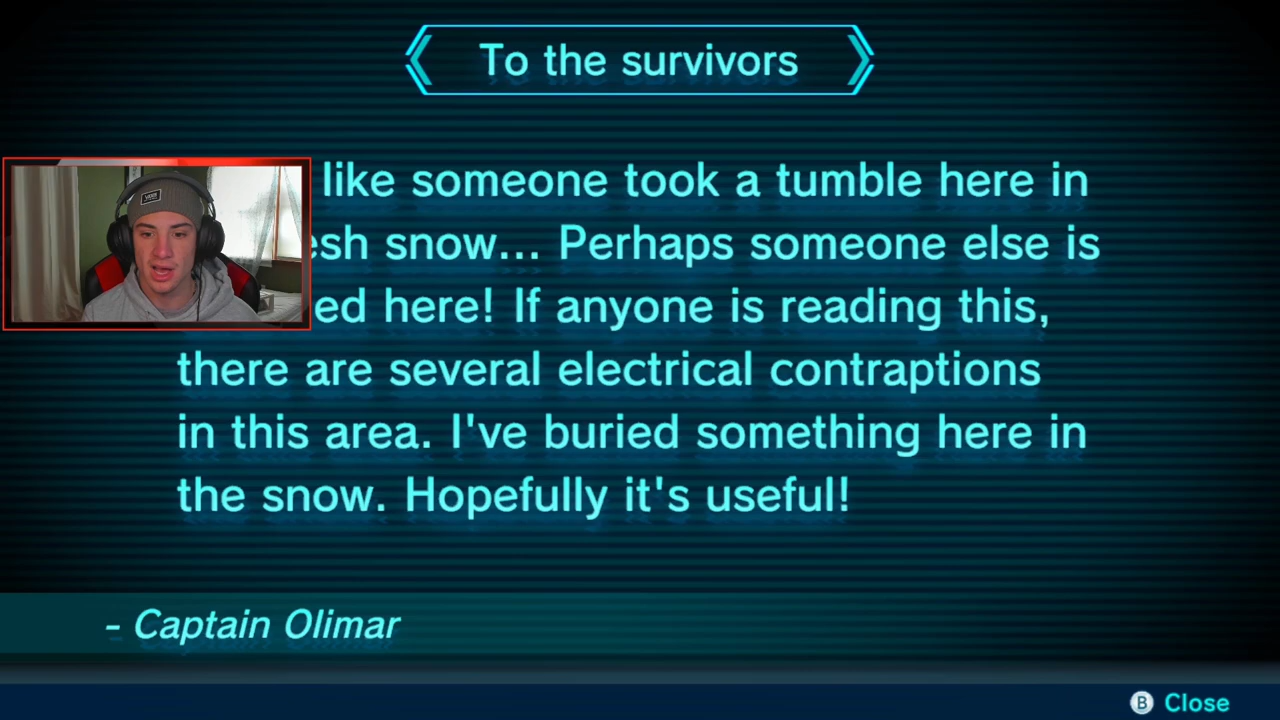 To the survivors
like someone took a tumble here in
esh snow... Perhaps someone else is
ed here! If anyone is reading this,
there are several electrical contraptions
in this area. I've buried something here in
the snow. Hopefully it's useful!
- Captain Olimar
B Close